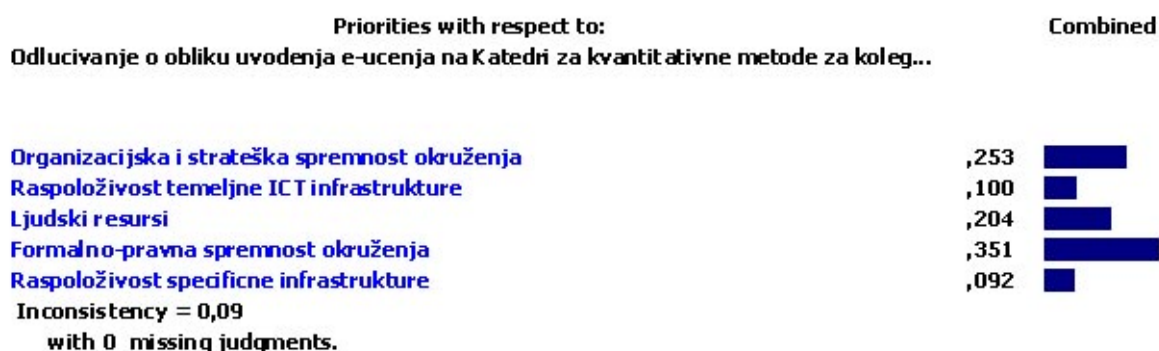 Priorities with respect to: Combined
Odlucivanje o obliku uvodenja e-ucenja na Katedri za kvantitativne metode za koleg...
Organizacijska i strateška spremnost okruženja ,253
Raspoloživost temeljne ICT infrastrukture ,100
Ljudski resursi ,204
Formalno-pravna spremnost okruženja ,351
Raspoloživost specificne infrastrukture ,092
Inconsistency = 0,09
with 0 missing judgments.